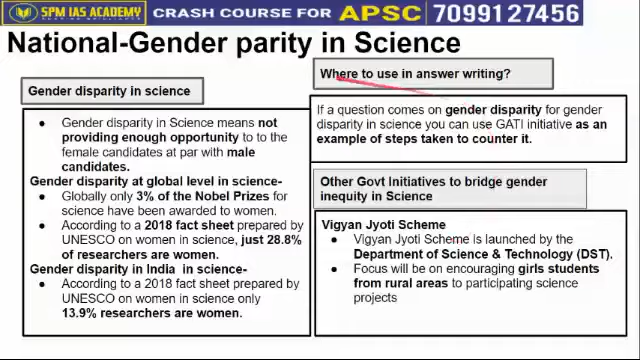 SPM IAS ACADEMY
CRASH COURSE FOR APSC 7099127456
National-Gender parity in Science
Gender disparity in science
● Gender disparity in Science means not
providing enough opportunity to to the
female candidates at par with male
candidates.
Gender disparity at global level in science-
● Globally only 3% of the Nobel Prizes for
science have been awarded to women.
● According to a 2018 fact sheet prepared by
UNESCO on women in science, just 28.8%
of researchers are women.
Gender disparity in India in science-
● According to a 2018 fact sheet prepared by
UNESCO on women in science only
13.9% researchers are women.
Where to use in answer writing?
If a question comes on gender disparity for gender
disparity in science you can use GATI initiative as an
example of steps taken to counter it.
Other Govt Initiatives to bridge gender
inequity in Science
Vigyan Jyoti Scheme
● Vigyan Jyoti Scheme is launched by the
Department of Science & Technology (DST).
● Focus will be on encouraging girls students
from rural areas to participating science
projects